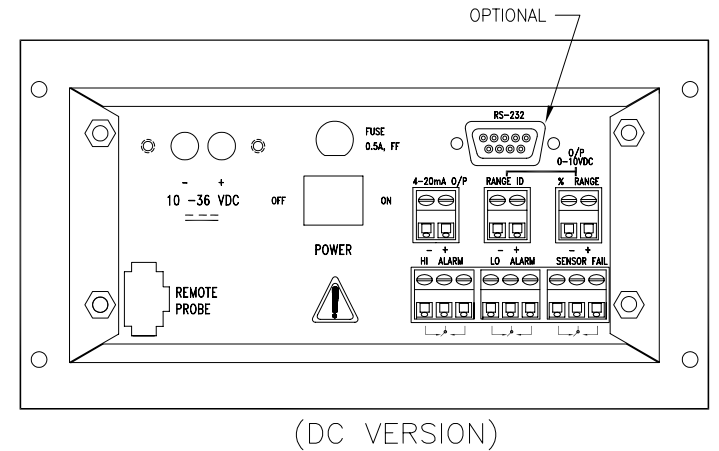 OPTIONAL
RS-232
FUSE
0.5A, FF
O/P
0-10VDC
4-20mA O/P
RANGE ID
% RANGE
- +
10 -36 VDC
OFF
ON
POWER
- +
- +
- +
HI ALARM
LO ALARM
SENSOR FAIL
REMOTE
PROBE
!
(DC VERSION)